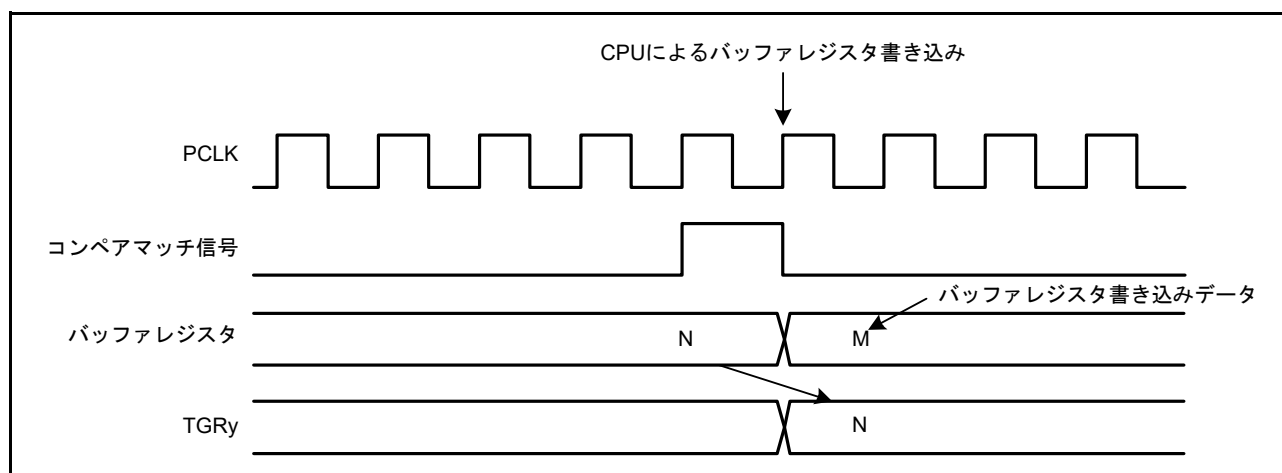 CPUによるバッファレジスタ書き込み
PCLK
コンペアマッチ信号
バッファレジスタ書き込みデータ
バッファレジスタ
N
M
TGRy
N